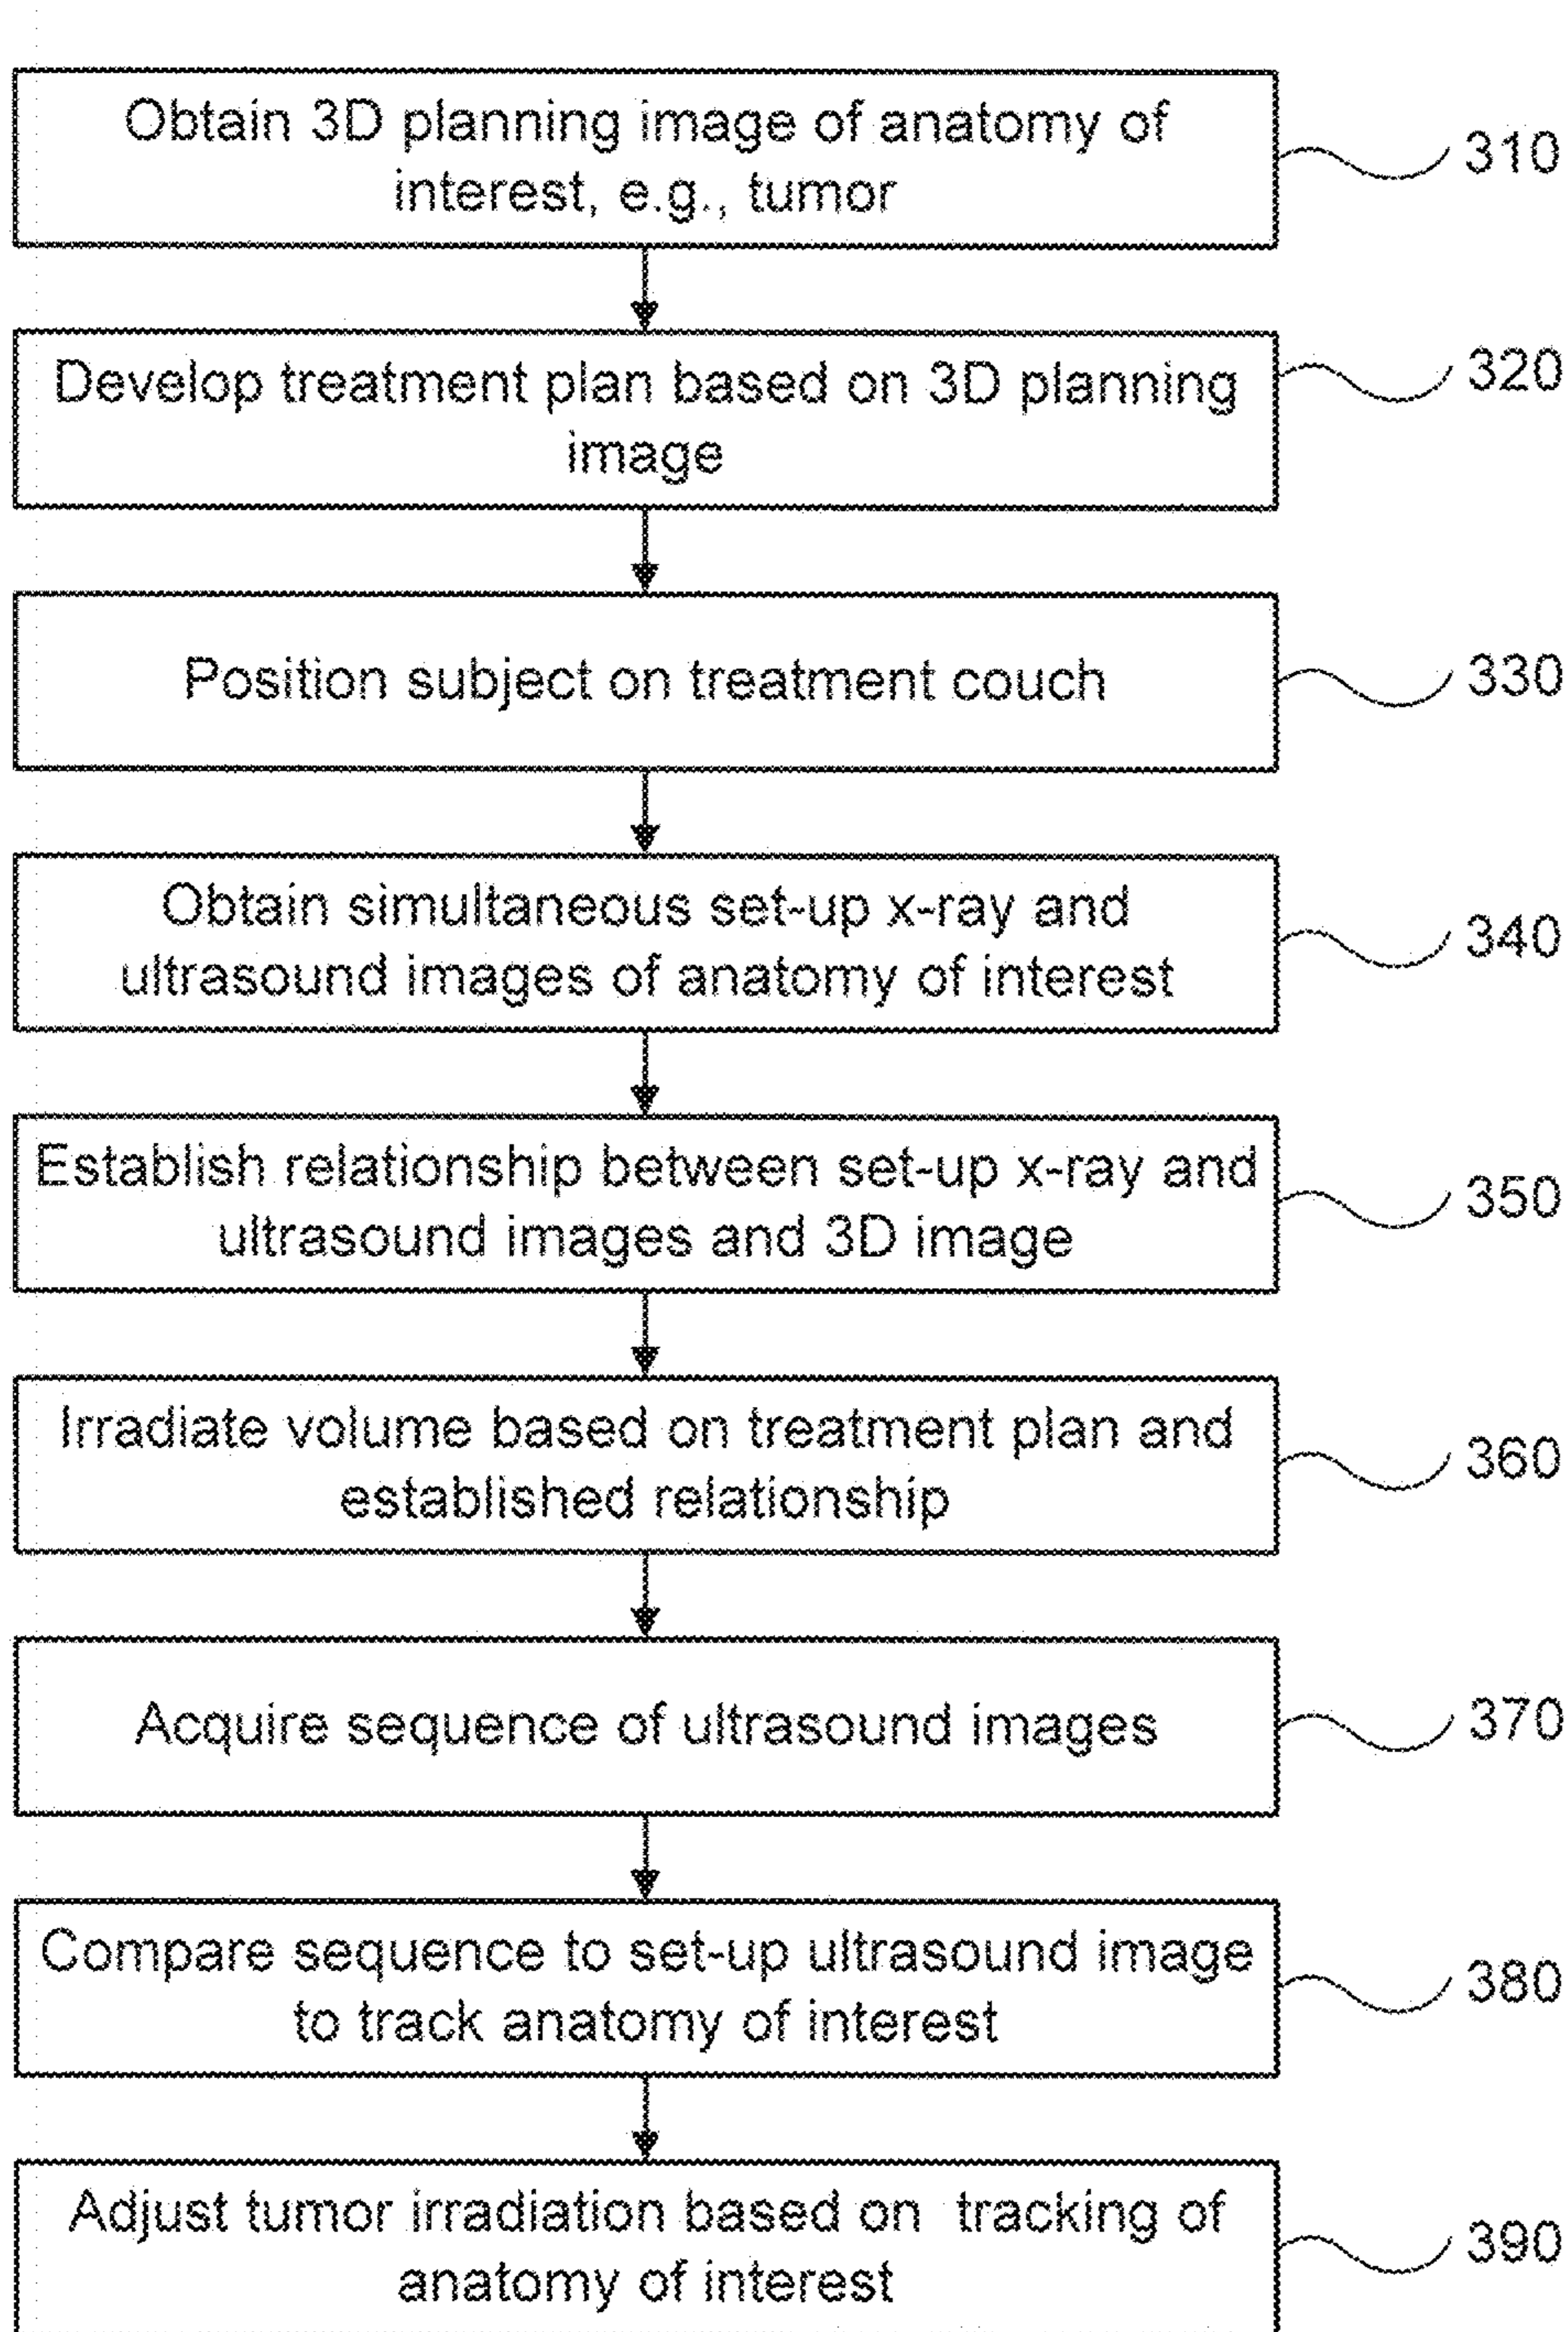 Obtain 3D planning image of anatomy of
interest, e.g., tumor
310
Develop treatment plan based on 3D planning
image
320
Position subject on treatment couch
330
Obtain simultaneous set-up x-ray and
ultrasound images of anatomy of interest
340
Establish relationship between set-up x-ray and
ultrasound images and 3D image
350
Irradiate volume based on treatment plan and
established relationship
360
Acquire sequence of ultrasound images
370
Compare sequence to set-up ultrasound image
to track anatomy of interest
380
Adjust tumor irradiation based on tracking of
anatomy of interest
390